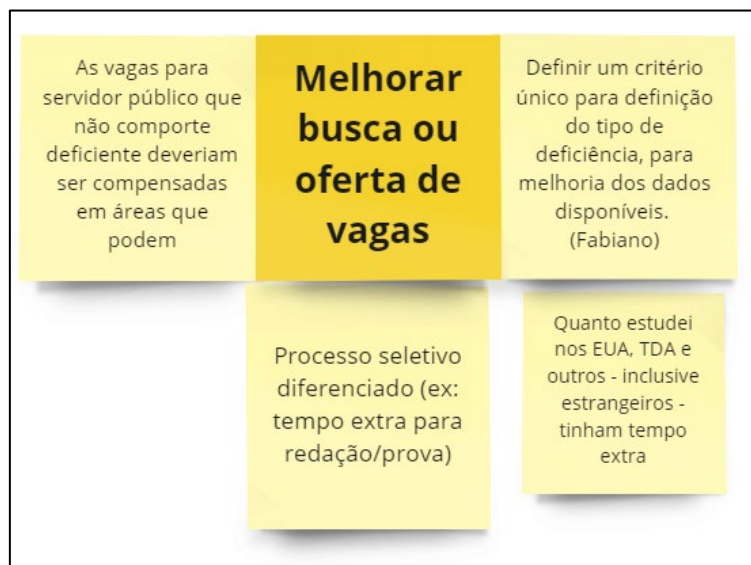 As vagas para
servidor público que
não comporte
deficiente deveriam
ser compensadas
em áreas que
podem
Melhorar
busca ou
oferta de
vagas
Definir um critério
único para definição
do tipo de
deficiência, para
melhoria dos dados
disponíveis.
(Fabiano)
Processo seletivo
diferenciado (ex:
tempo extra para
redação/prova)
Quanto estudei
nos EUA, TDA e
outros - inclusive
estrangeiros -
tinham tempo
extra